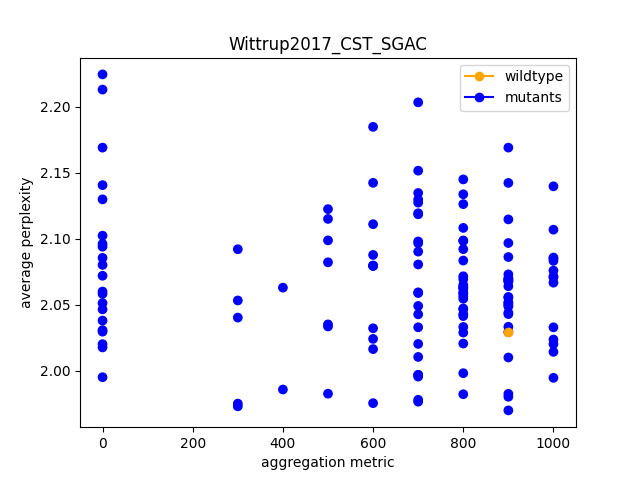 Wittrup2017_CST_SGAC
wildtype
mutants
2.20
2.15
2.10
2.05
2.00
average perplexity
0
200
400
600
800
1000
aggregation metric